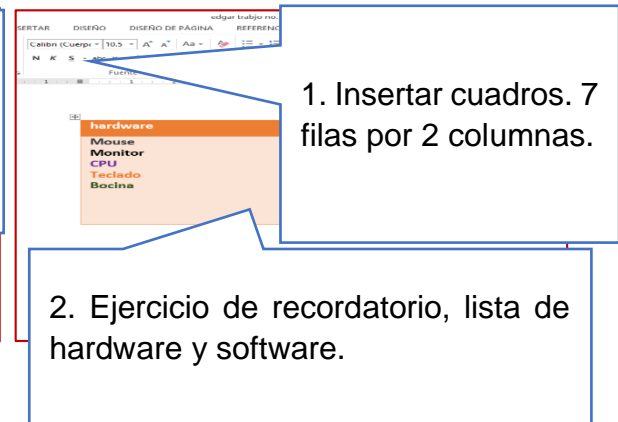 edgar trabjo no.
SERTAR DISEÑO DISEÑO DE PÁGINA REFERENC
Calibri (Cuerpo 10.5 A A Aa
N K S abc
Fuente
hardware
Mouse
Monitor
CPU
Teclado
Bocina
1. Insertar cuadros. 7
filas por 2 columnas.
2. Ejercicio de recordatorio, lista de
hardware y software.